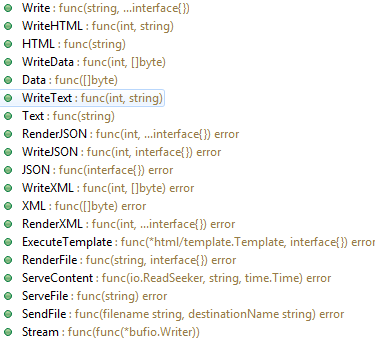 Write : func(string, ...interface{})
WriteHTML : func(int, string)
HTML : func(string)
WriteData : func(int, []byte)
Data : func([]byte)
WriteText : func(int, string)
Text : func(string)
RenderJSON : func(int, ...interface{}) error
WriteJSON : func(int, interface{}) error
JSON : func(interface{}) error
WriteXML : func(int, []byte) error
XML : func([]byte) error
RenderXML : func(int, ...interface{}) error
ExecuteTemplate : func(*html/template.Template, interface{}) error
RenderFile : func(string, interface{}) error
ServeContent : func(io.ReadSeeker, string, time.Time) error
ServeFile : func(string) error
SendFile : func(filename string, destinationName string) error
Stream : func(func(*bufio.Writer))